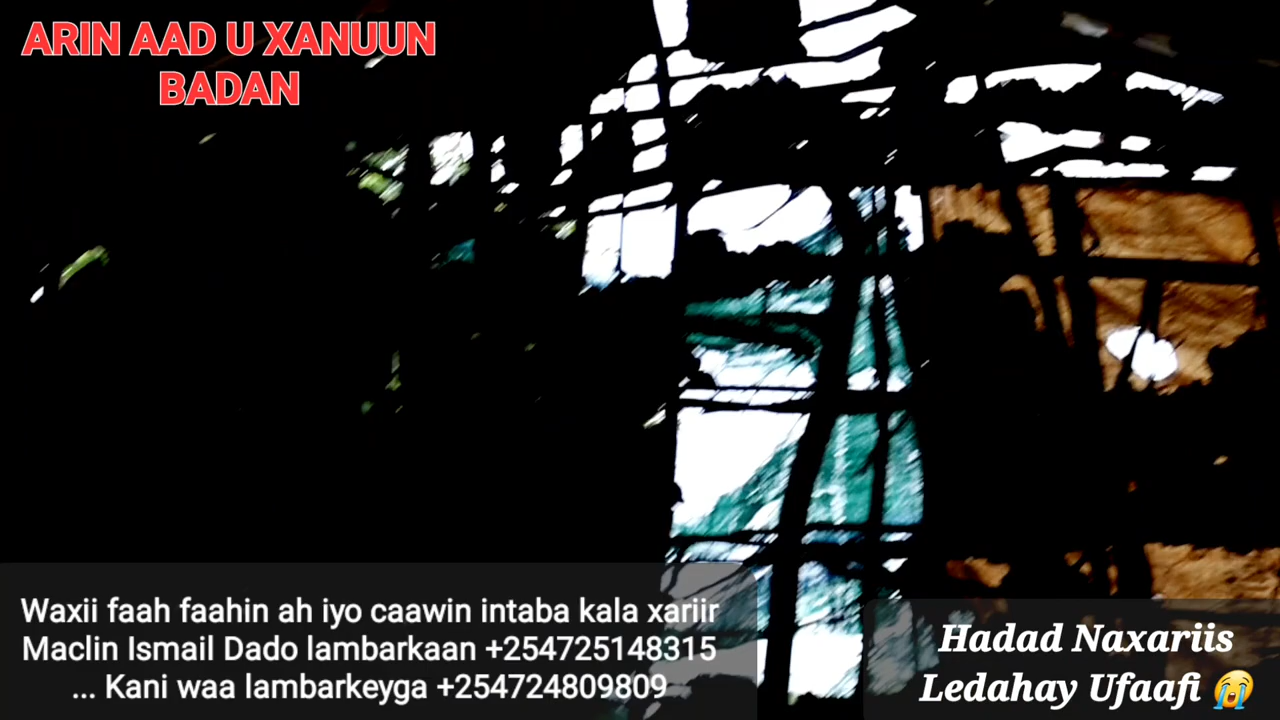 ARIN AAD U XANUUN
BADAN
Waxii faah faahin ah iyo caawin intaba kala xariir
Maclin Ismail Dado lambarkaan +254725148315
... Kani waa lambarkeyga +254724809809
Hadad Naxariis
Ledahay Ufaafi 😭